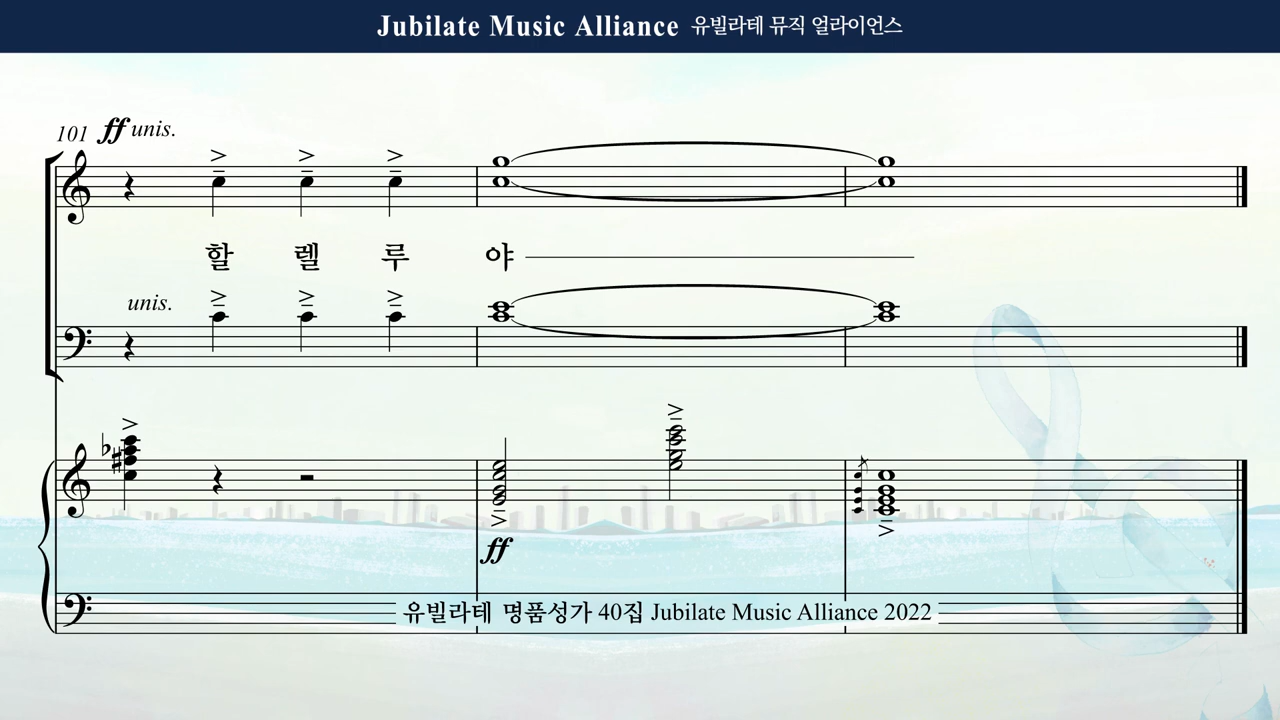 Jubilate Music Alliance 유빌라테 뮤직 얼라이언스
101 ff unis.
할 렐 루 야
unis.
ff
유빌라테 명품성가 40집 Jubilate Music Alliance 2022